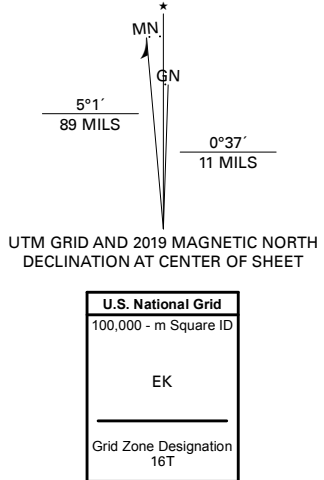 MN
GN
5°1´
89 MILS
0°37´
11 MILS
UTM GRID AND 2019 MAGNETIC NORTH
DECLINATION AT CENTER OF SHEET
U.S. National Grid
100,000 - m Square ID
EK
Grid Zone Designation
16T